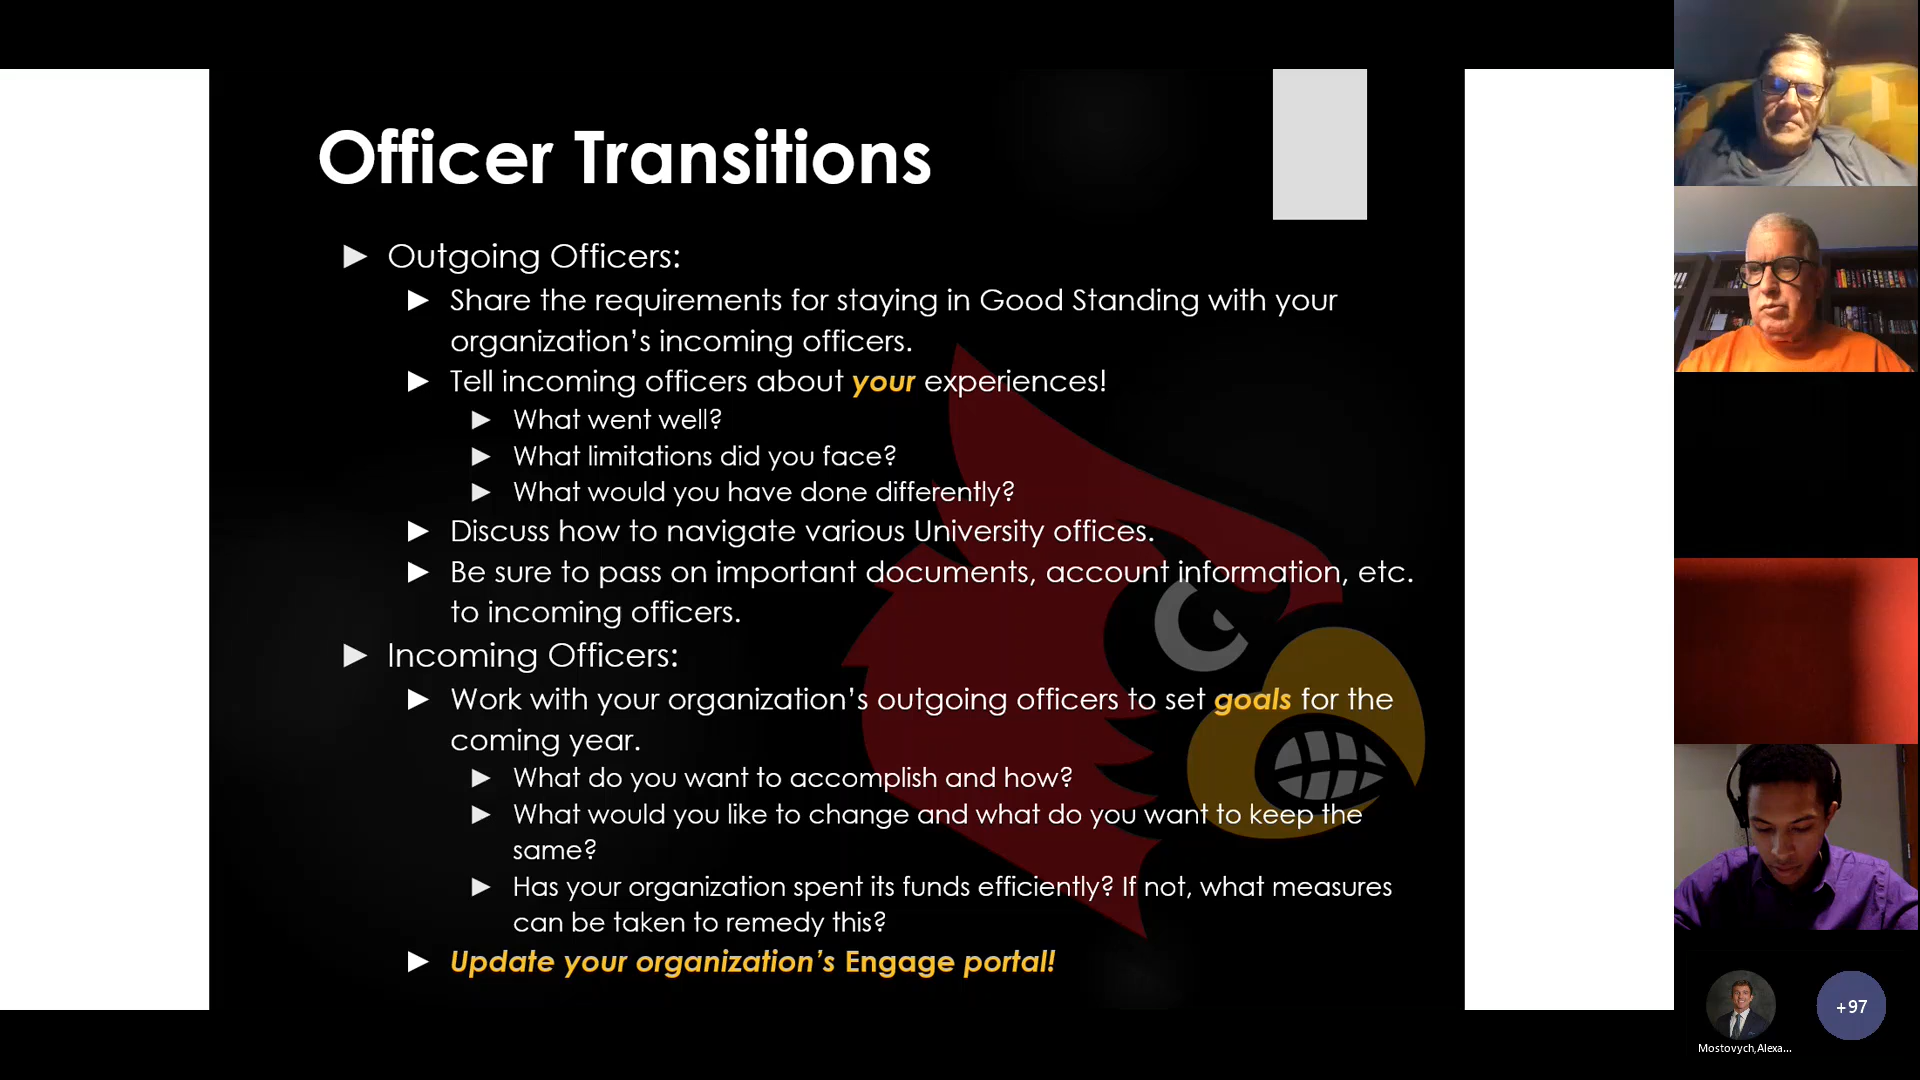 Officer Transitions
Outgoing Officers:
Share the requirements for staying in Good Standing with your
organization's incoming officers.
Tell incoming officers about your experiences!
What went well?
What limitations did you face?
What would you have done differently?
Discuss how to navigate various University offices.
Be sure to pass on important documents, account information, etc.
to incoming officers.
Incoming Officers:
Work with your organization's outgoing officers to set goals for the
coming year.
What do you want to accomplish and how?
What would you like to change and what do you want to keep the
same?
Has your organization spent its funds efficiently? If not, what measures
can be taken to remedy this?
Update your organization's Engage portal!
+97
Mostovych,Alexa...